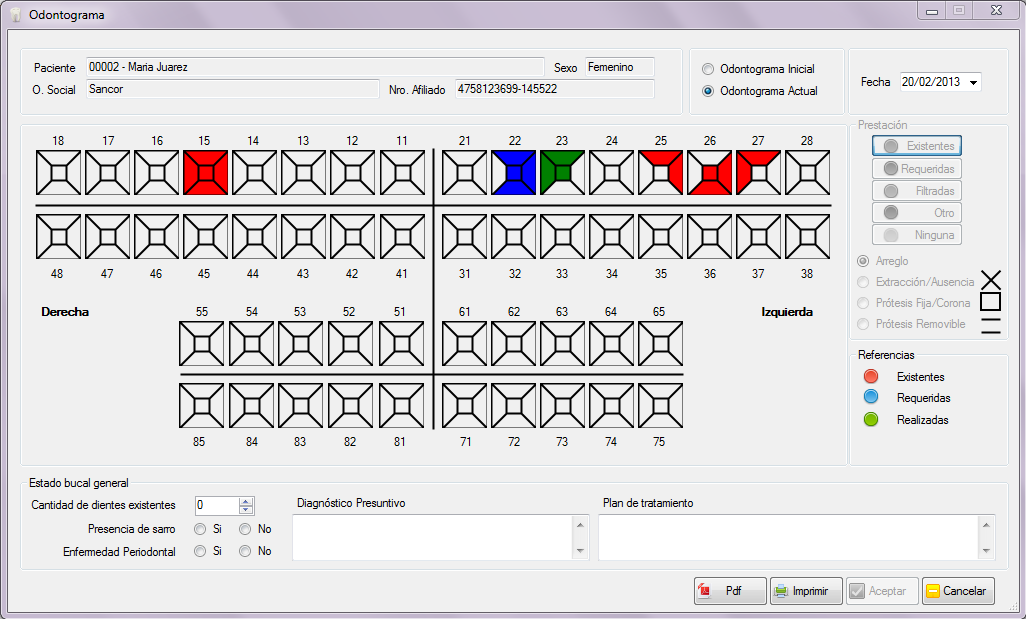 Odontograma
Paciente 00002 - Maria Juarez Sexo Femenino
O. Social Sancor Nro. Afiliado 4758123699-145522
Odontograma Inicial
Odontograma Actual
Fecha 20/02/2013
18 17 16 15 14 13 12 11 21 22 23 24 25 26 27 28
48 47 46 45 44 43 42 41 31 32 33 34 35 36 37 38
Derecha Izquierda
55 54 53 52 51 61 62 63 64 65
85 84 83 82 81 71 72 73 74 75
Prestación
Existentes
Requeridas
Filtradas
Otro
Ninguna
Arreglo
Extracción/Ausencia
Prótesis Fija/Corona
Prótesis Removible
Referencias
Existentes
Requeridas
Realizadas
Estado bucal general
Cantidad de dientes existentes 0
Presencia de sarro Si No
Enfermedad Periodontal Si No
Diagnóstico Presuntivo
Plan de tratamiento
Pdf Imprimir Aceptar Cancelar